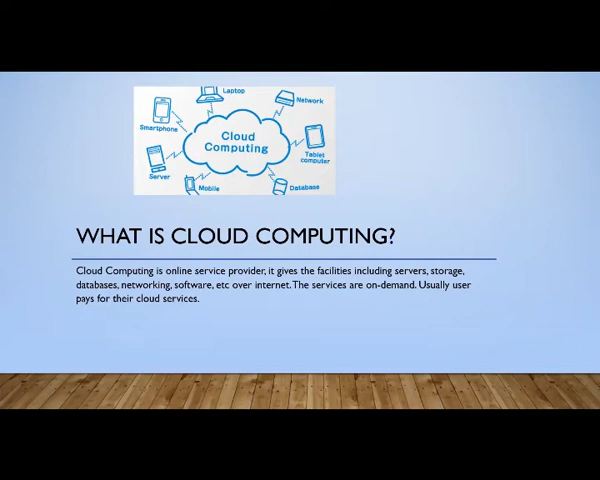 Laptop
Network
Smartphone
Cloud
Computing
Tablet
computer
Server
Mobile
Database
WHAT IS CLOUD COMPUTING?
Cloud Computing is online service provider, it gives the facilities including servers, storage,
databases, networking, software, etc over internet. The services are on-demand. Usually user
pays for their cloud services.